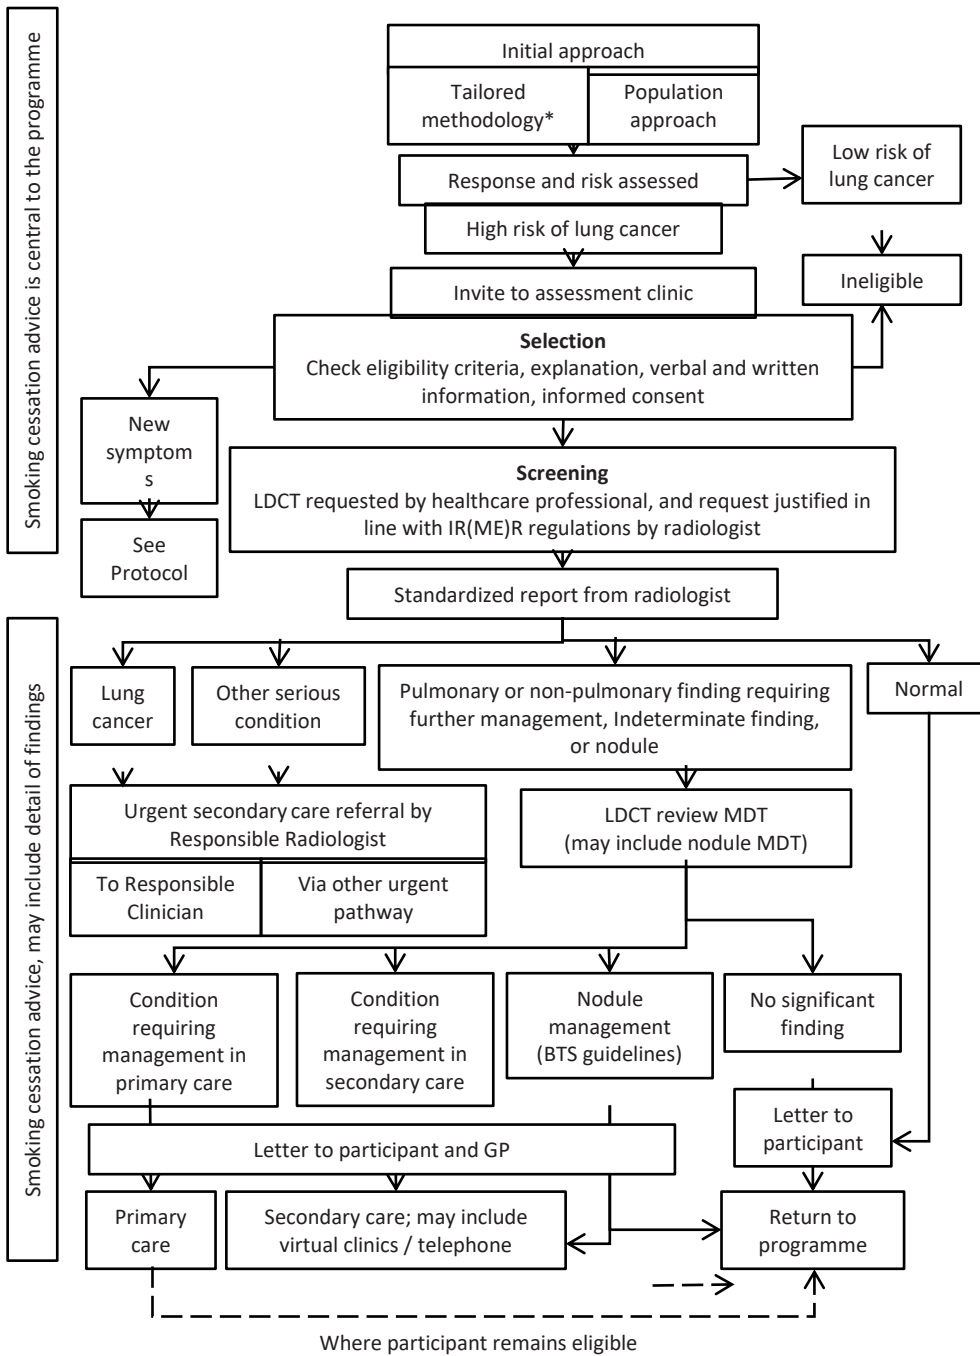 Smoking cessation advice is central to the programme
Initial approach
Tailored
methodology*
Population
approach
Response and risk assessed
Low risk of
lung cancer
High risk of lung cancer
Invite to assessment clinic
Ineligible
Selection
Check eligibility criteria, explanation, verbal and written
information, informed consent
New
symptom
s
See
Protocol
Screening
LDCT requested by healthcare professional, and request justified in
line with IR(ME)R regulations by radiologist
Standardized report from radiologist
Smoking cessation advice, may include detail of findings
Lung
cancer
Other serious
condition
Pulmonary or non-pulmonary finding requiring
further management, Indeterminate finding,
or nodule
Normal
Urgent secondary care referral by
Responsible Radiologist
To Responsible
Clinician
Via other urgent
pathway
LDCT review MDT
(may include nodule MDT)
Condition
requiring
management in
primary care
Condition
requiring
management in
secondary care
Nodule
management
(BTS guidelines)
No significant
finding
Letter to participant and GP
Letter to
participant
Primary
care
Secondary care; may include
virtual clinics / telephone
Return to
programme
Where participant remains eligible